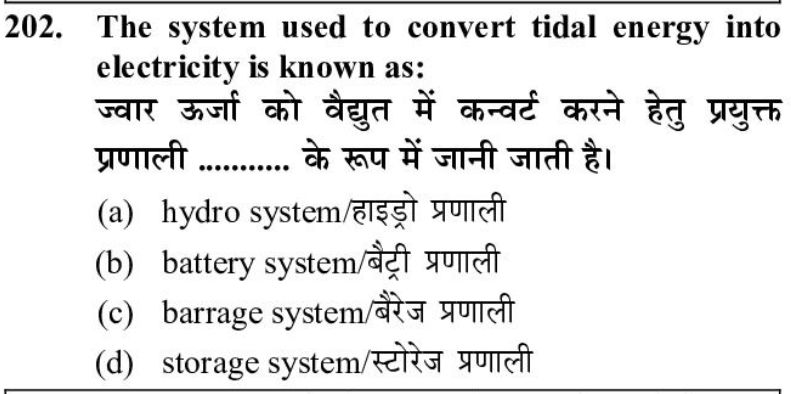 202. The system used to convert tidal energy into
electricity is known as:
ज्वार ऊर्जा को वैद्युत में कन्वर्ट करने हेतु प्रयुक्त
प्रणाली ............ के रूप में जानी जाती है।
(a) hydro system/हाइड्रो प्रणाली
(b) battery system/बैट्री प्रणाली
(c) barrage system/बैरेज प्रणाली
(d) storage system/स्टोरेज प्रणाली